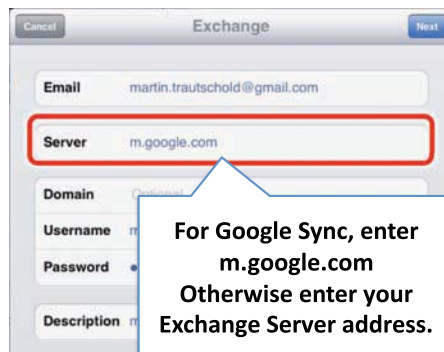 Cancel Exchange Next
Email martin.trautschold@gmail.com
Server m.google.com
Domain Optional
Username
Password
Description
For Google Sync, enter
m.google.com
Otherwise enter your
Exchange Server address.